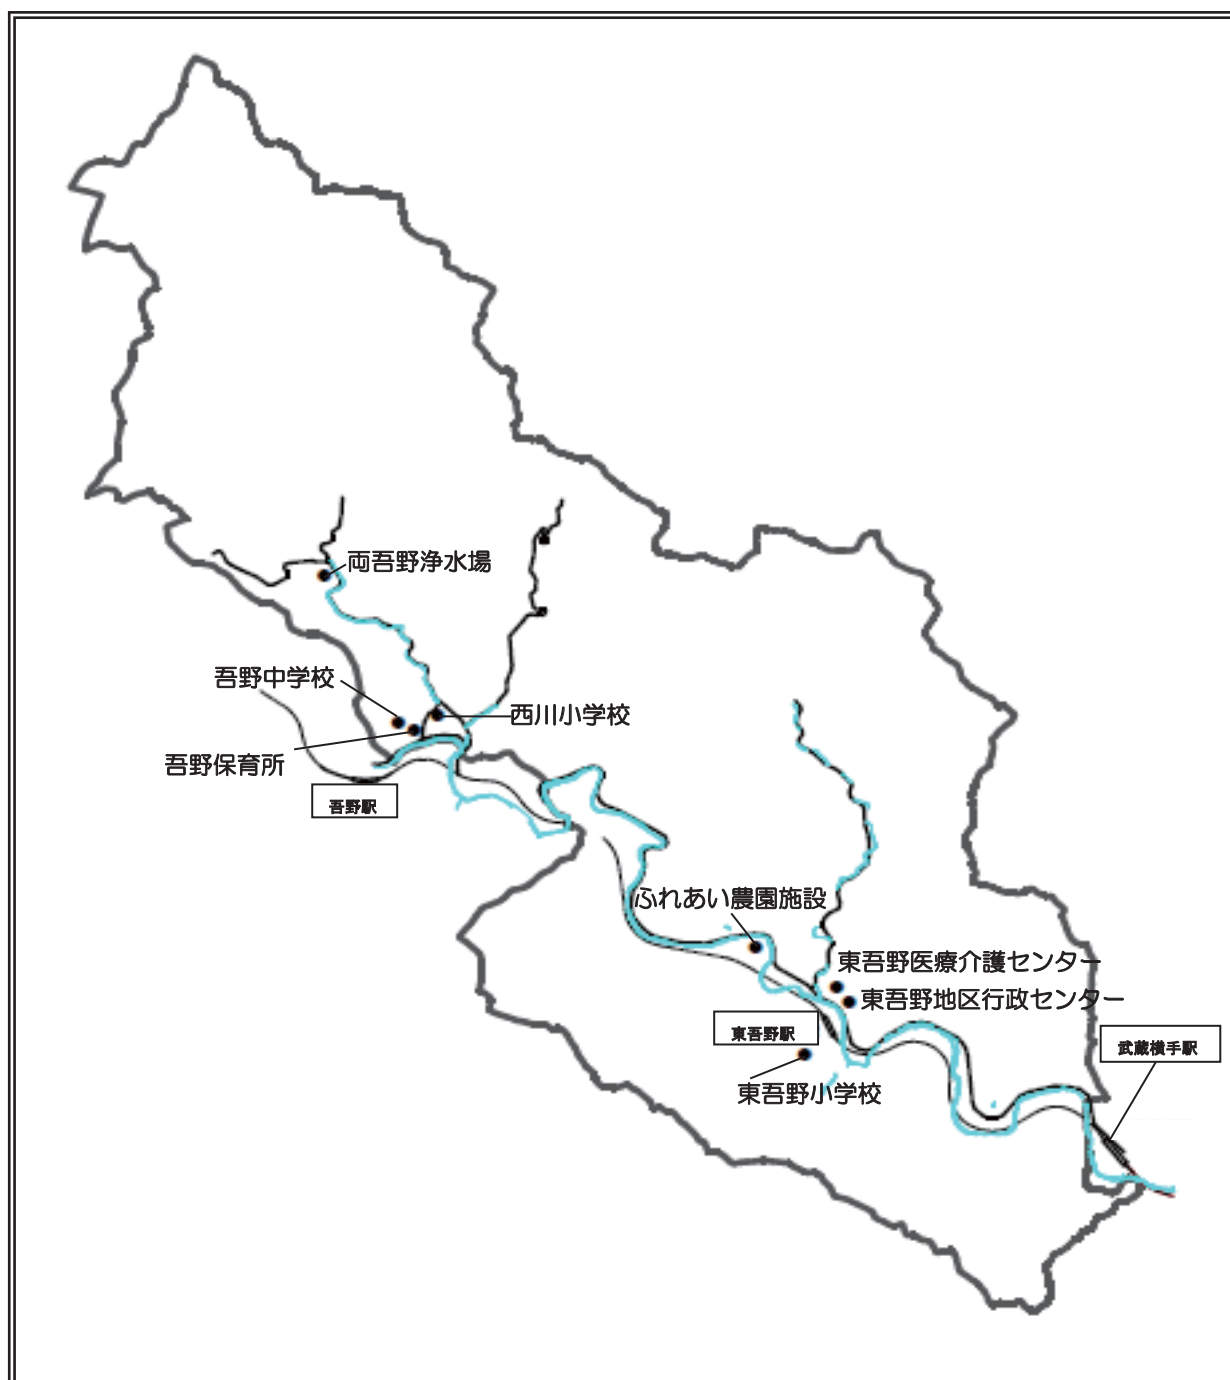 両吾野浄水場
吾野中学校
西川小学校
吾野保育所
吾野駅
ふれあい農園施設
東吾野医療介護センター
東吾野地区行政センター
東吾野駅
武蔵横手駅
東吾野小学校